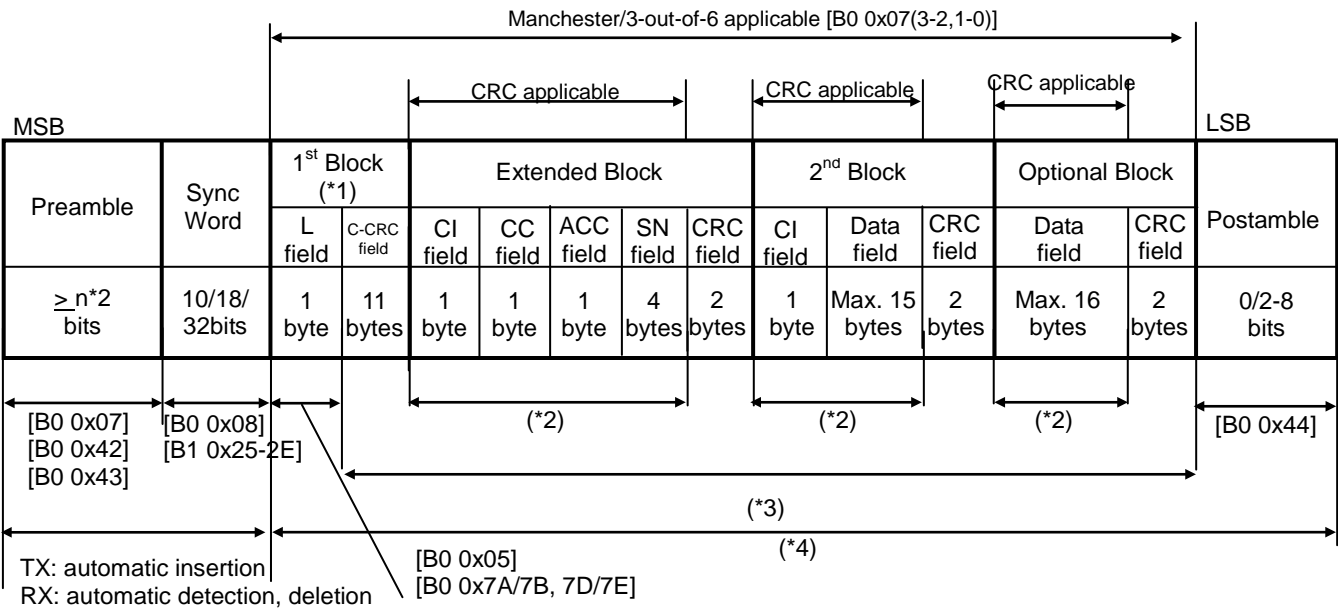 Manchester/3-out-of-6 applicable [B0 0x07(3-2,1-0)]
CRC applicable CRC applicable CRC applicable
MSB LSB
Preamble Sync Word 1st Block (*1) Extended Block 2nd Block Optional Block Postamble
L field C-CRC field CI field CC field ACC field SN field CRC field CI field Data field CRC field Data field CRC field
≥ n*2 bits 10/18/32bits 1 byte 11 bytes 1 byte 1 byte 1 byte 4 bytes 2 bytes 1 byte Max. 15 bytes 2 bytes Max. 16 bytes 2 bytes 0/2-8 bits
[B0 0x07] [B0 0x08] (*2) (*2) (*2) [B0 0x44]
[B0 0x42] [B1 0x25-2E]
[B0 0x43]
(*3)
(*4)
TX: automatic insertion [B0 0x05]
RX: automatic detection, deletion [B0 0x7A/7B, 7D/7E]